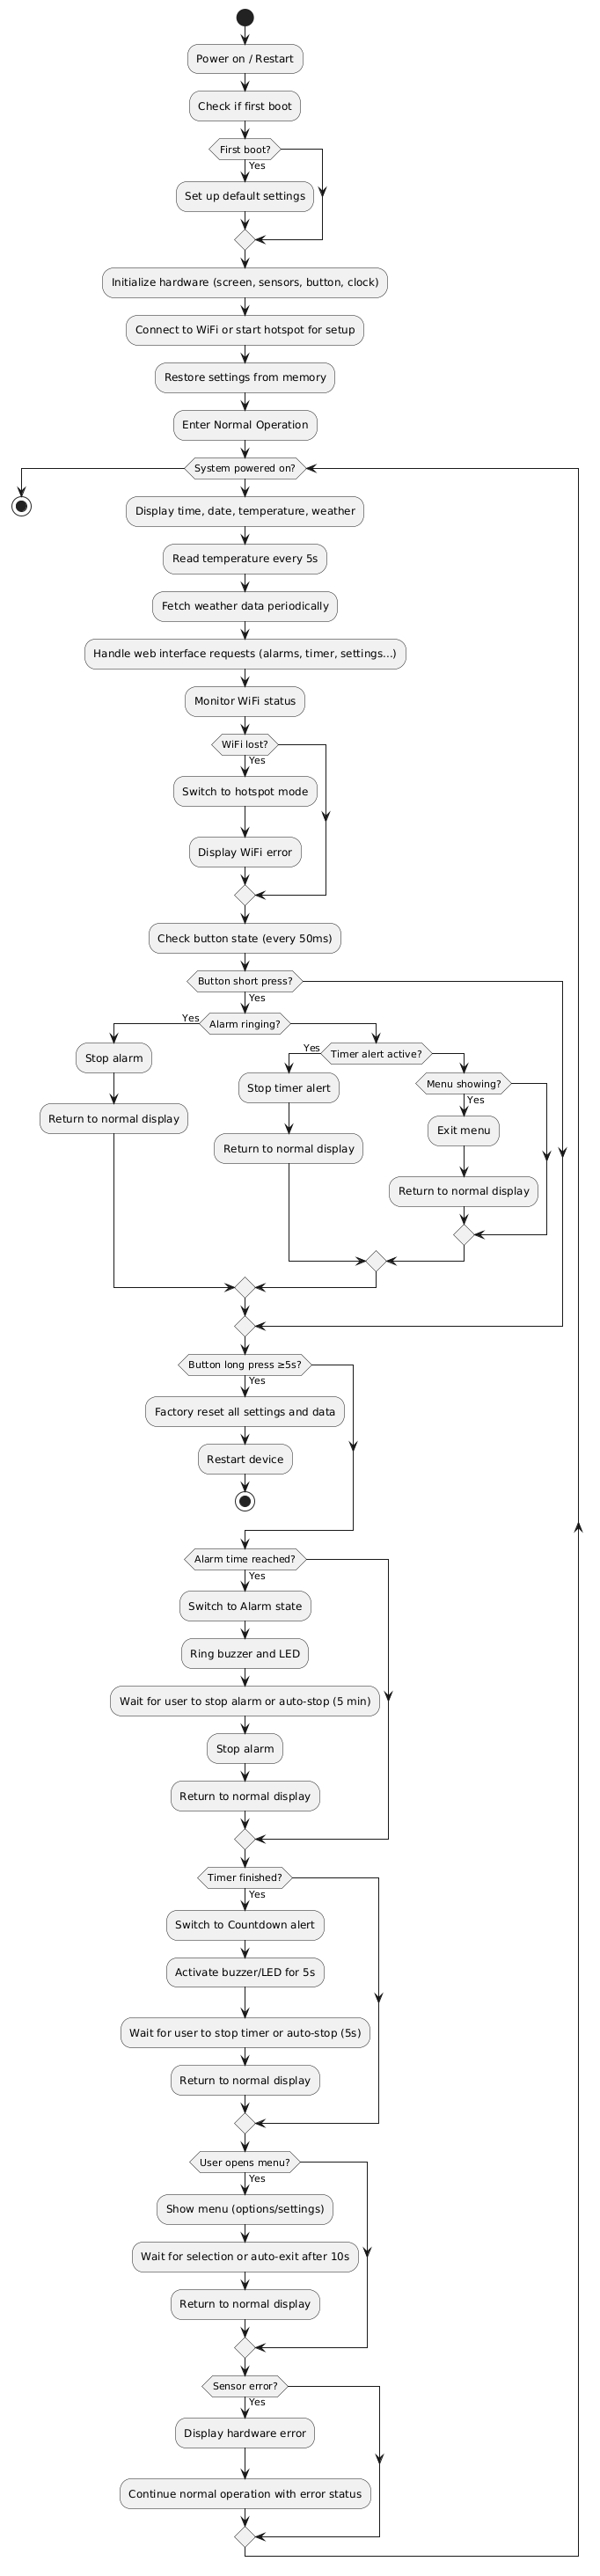 Power on / Restart
Check if first boot
First boot?
Yes
Set up default settings
Initialize hardware (screen, sensors, button, clock)
Connect to WiFi or start hotspot for setup
Restore settings from memory
Enter Normal Operation
System powered on?
Display time, date, temperature, weather
Read temperature every 5s
Fetch weather data periodically
Handle web interface requests (alarms, timer, settings...)
Monitor WiFi status
WiFi lost?
Yes
Switch to hotspot mode
Display WiFi error
Check button state (every 50ms)
Button short press?
Yes
Yes
Alarm ringing?
Stop alarm
Return to normal display
Yes
Timer alert active?
Stop timer alert
Return to normal display
Menu showing?
Yes
Exit menu
Return to normal display
Button long press ≥5s?
Yes
Factory reset all settings and data
Restart device
Alarm time reached?
Yes
Switch to Alarm state
Ring buzzer and LED
Wait for user to stop alarm or auto-stop (5 min)
Stop alarm
Return to normal display
Timer finished?
Yes
Switch to Countdown alert
Activate buzzer/LED for 5s
Wait for user to stop timer or auto-stop (5s)
Return to normal display
User opens menu?
Yes
Show menu (options/settings)
Wait for selection or auto-exit after 10s
Return to normal display
Sensor error?
Yes
Display hardware error
Continue normal operation with error status